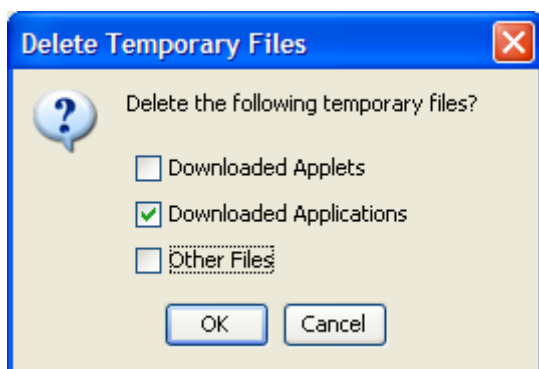 Delete Temporary Files
Delete the following temporary files?
Downloaded Applets
Downloaded Applications
Other Files
OK Cancel